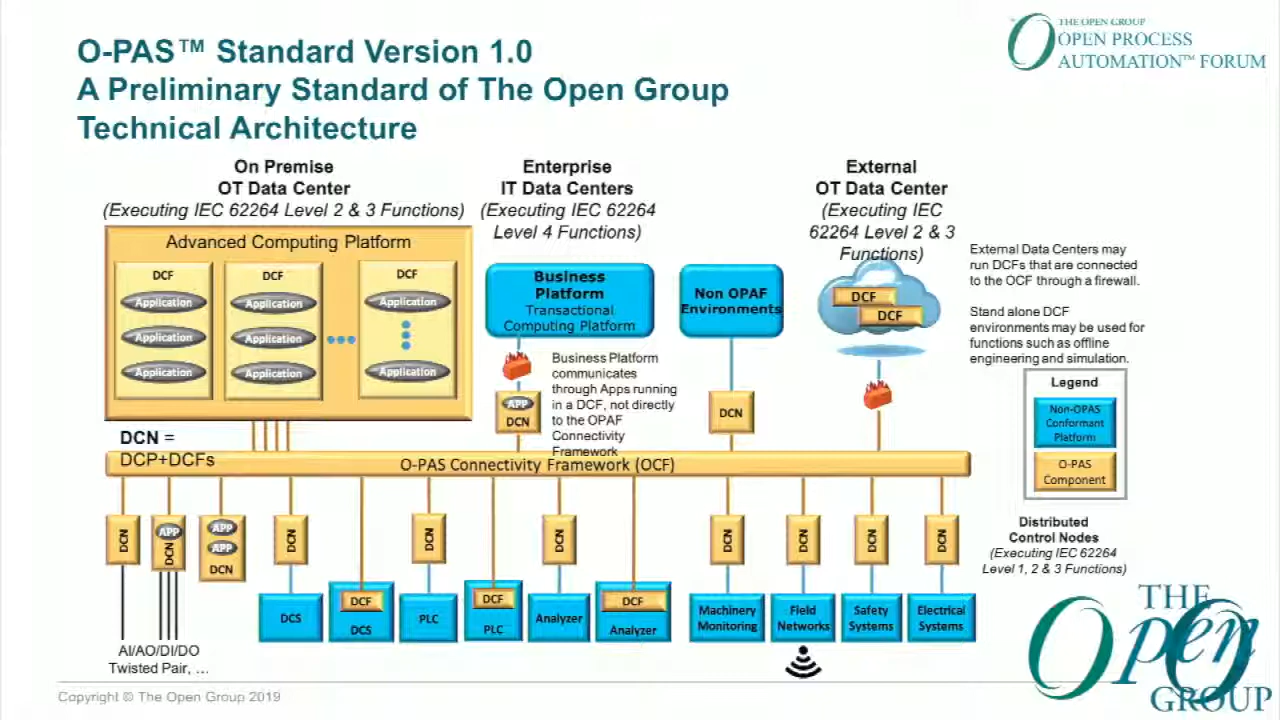 O-PAS™ Standard Version 1.0
A Preliminary Standard of The Open Group
Technical Architecture
THE OPEN GROUP
OPEN PROCESS
AUTOMATION™ FORUM
On Premise
OT Data Center
(Executing IEC 62264 Level 2 & 3 Functions)
Enterprise
IT Data Centers
(Executing IEC 62264
Level 4 Functions)
External
OT Data Center
(Executing IEC
62264 Level 2 & 3
Functions)
Advanced Computing Platform
DCF
Application
Application
Application
DCF
Application
Application
Application
DCF
Application
Application
Business
Platform
Transactional
Computing Platform
Non OPAF
Environments
DCF
DCF
External Data Centers may
run DCFs that are connected
to the OCF through a firewall.
Stand alone DCF
environments may be used for
functions such as offline
engineering and simulation.
Business Platform
communicates
through Apps running
in a DCF, not directly
to the OPAF
Connectivity
Framework
APP
DCN
DCN
Legend
Non-OPAS
Conformant
Platform
O-PAS
Component
DCN =
DCP+DCFs
O-PAS Connectivity Framework (OCF)
DCN
APP
DCN
APP
APP
DCN
DCN
DCN
DCN
DCN
DCN
DCN
DCN
Distributed
Control Nodes
(Executing IEC 62264
Level 1, 2 & 3 Functions)
DCS
DCF
DCS
PLC
DCF
PLC
Analyzer
DCF
Analyzer
Machinery
Monitoring
Field
Networks
Safety
Systems
Electrical
Systems
AI/AO/DI/DO
Twisted Pair, …
THE
Open
GROUP
Copyright © The Open Group 2019